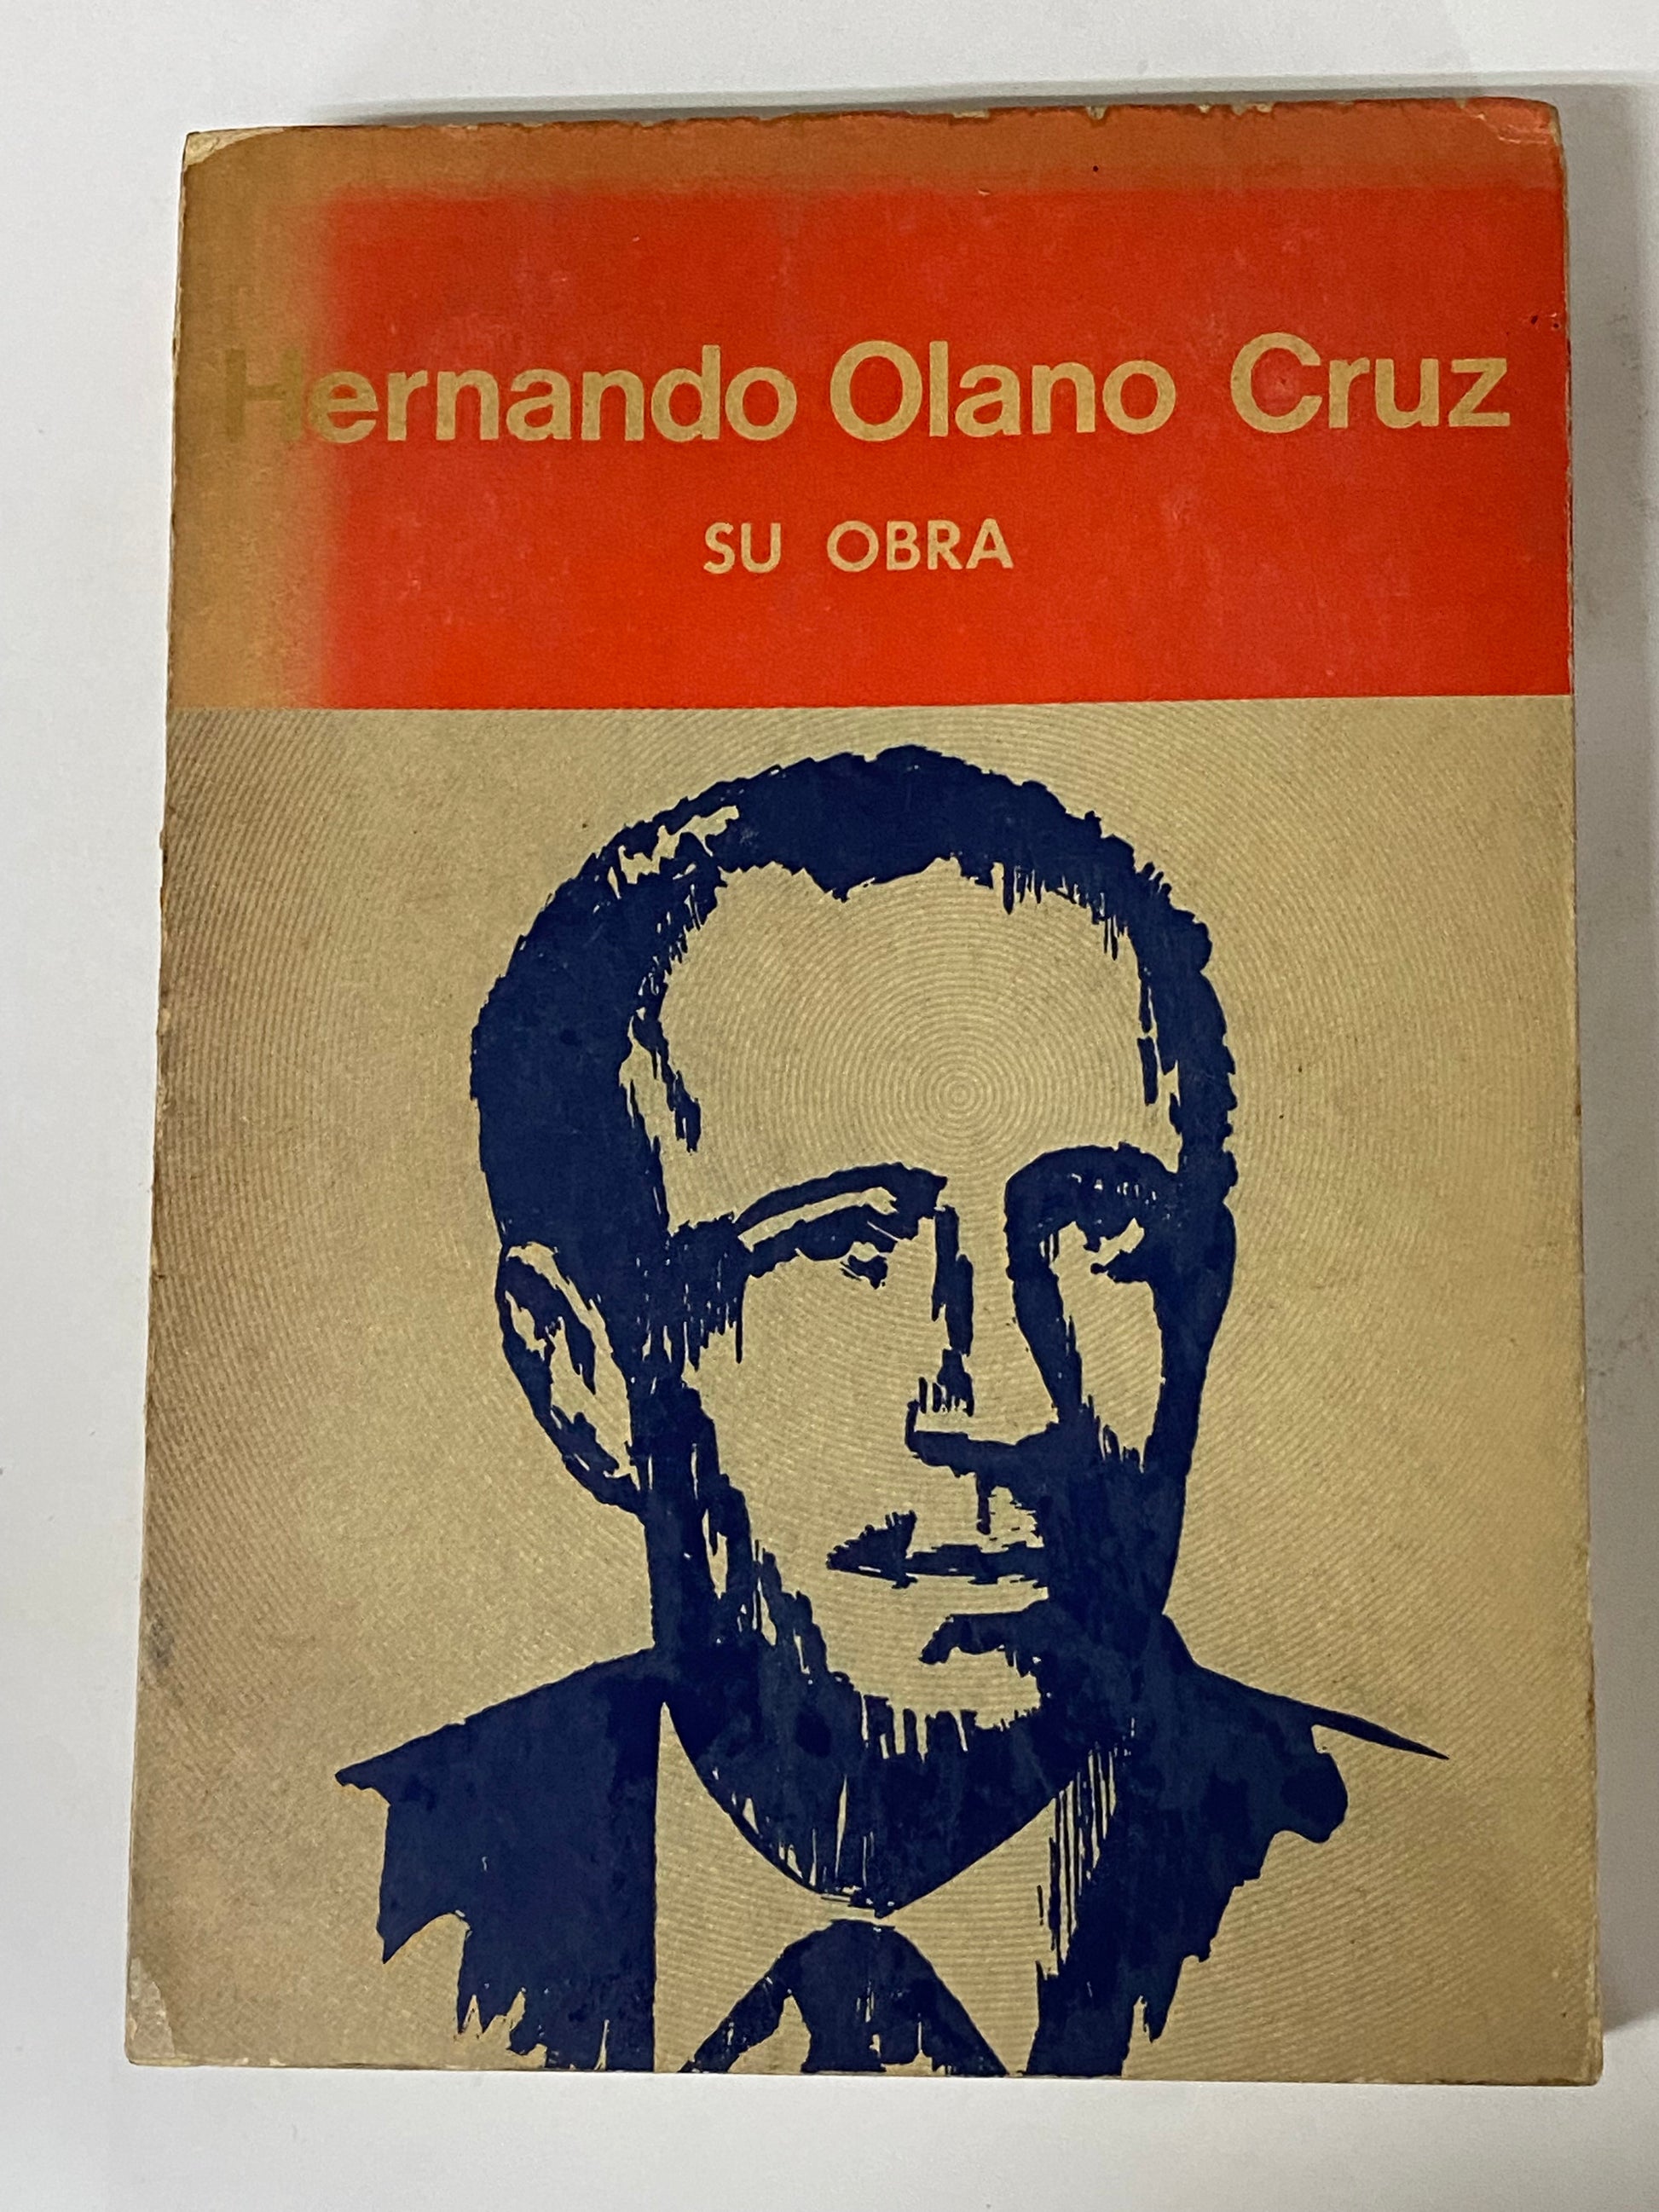 Hernando Olano Cruz
SU OBRA